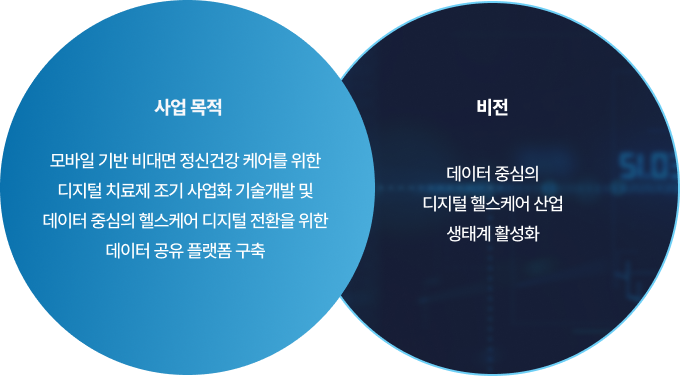 사업 목적
모바일 기반 비대면 정신건강 케어를 위한
디지털 치료제 조기 사업화 기술개발 및
데이터 중심의 헬스케어 디지털 전환을 위한
데이터 공유 플랫폼 구축
비전
데이터 중심의
디지털 헬스케어 산업
생태계 활성화